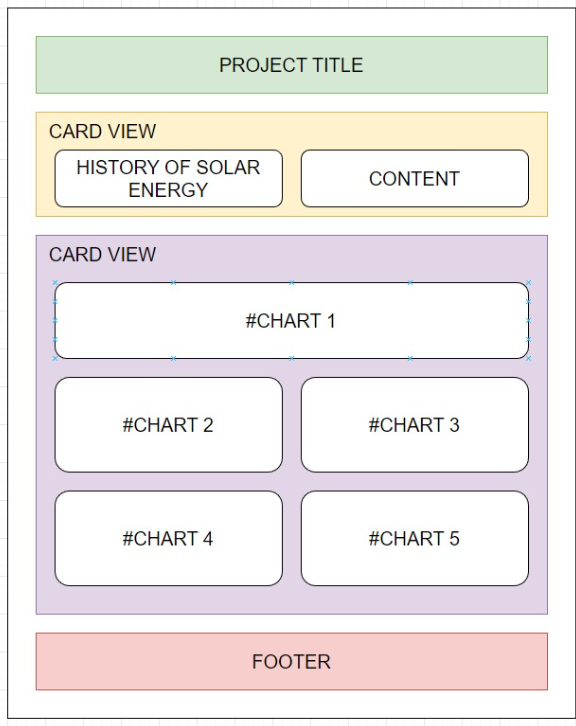 PROJECT TITLE
CARD VIEW
HISTORY OF SOLAR
ENERGY
CONTENT
CARD VIEW
#CHART 1
#CHART 2
#CHART 3
#CHART 4
#CHART 5
FOOTER